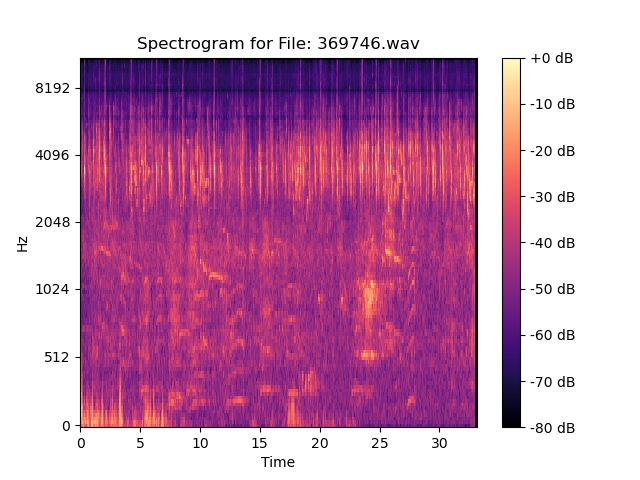 Spectrogram for File: 369746.wav
Hz
8192
4096
2048
1024
512
0
0 5 10 15 20 25 30
Time
+0 dB
-10 dB
-20 dB
-30 dB
-40 dB
-50 dB
-60 dB
-70 dB
-80 dB